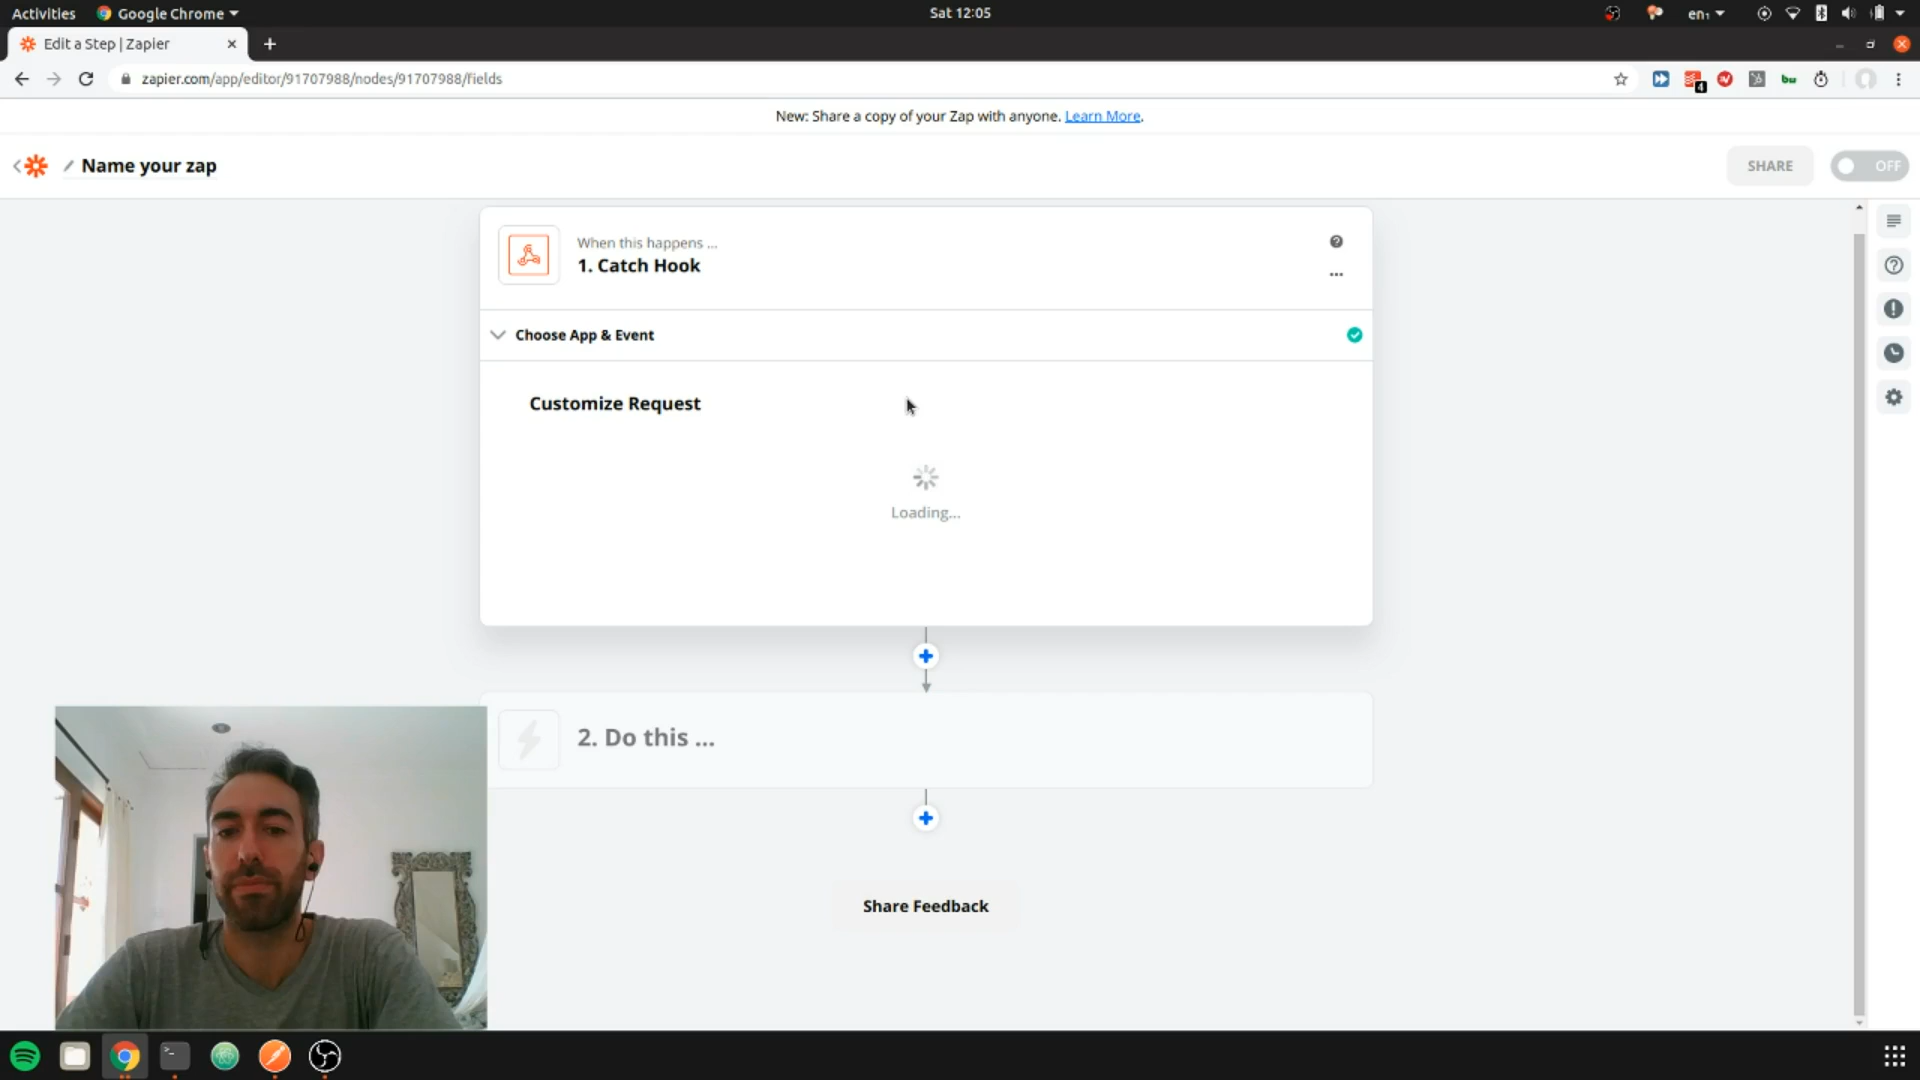 Activities
Google Chrome
Sat 12:05
en₁
Edit a Step | Zapier
zapier.com/app/editor/91707988/nodes/91707988/fields
4
New: Share a copy of your Zap with anyone. Learn More.
Name your zap
SHARE
OFF
When this happens ...
1. Catch Hook
Choose App & Event
Customize Request
Loading...
2. Do this ...
Share Feedback